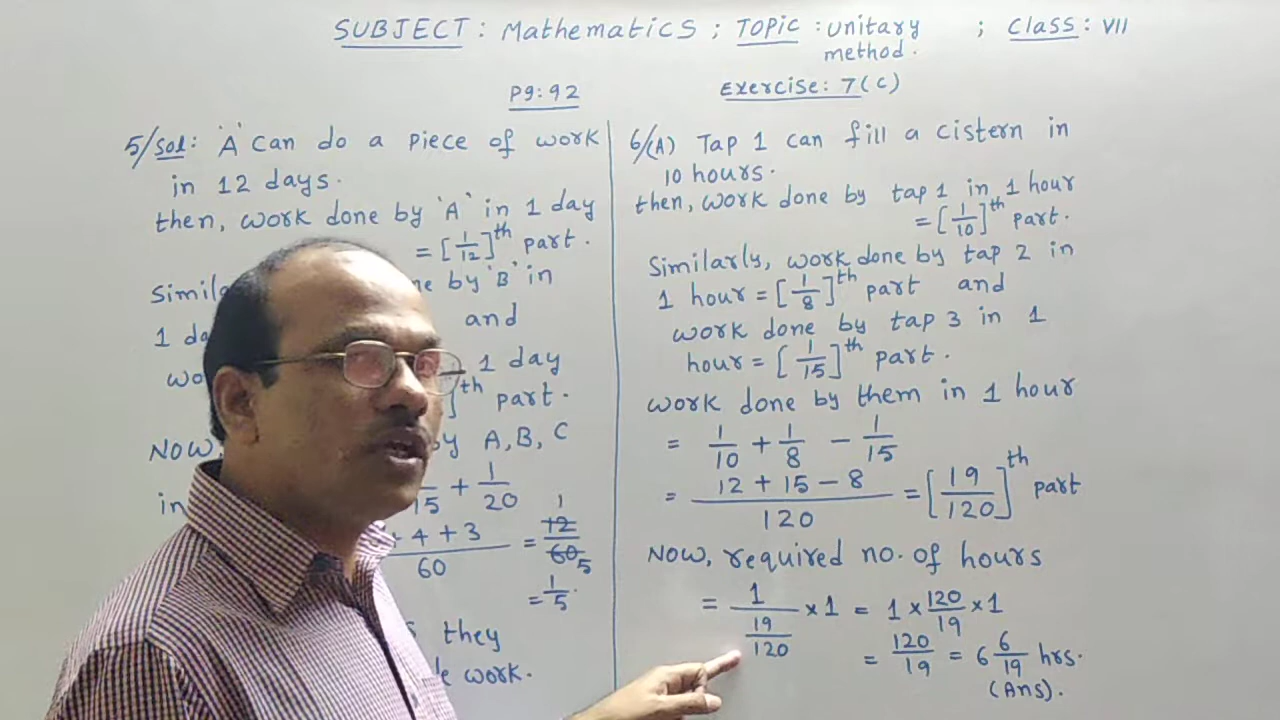 SUBJECT : Mathematics ; TOPIC : Unitary method. ; Class : VII
Pg: 92
Exercise: 7(C)
5/Sol: 'A' can do a piece of work
in 12 days.
then, work done by 'A' in 1 day
= [1/12]th part.
by 'B' in
1 and
1 day
]th part.
Now, A, B, C
in 15 + 1/20
+ 4 + 3 / 60 = 12/60 1 5
= 1/5.
they
work.
6/(A) Tap 1 can fill a cistern in
10 hours.
then, work done by tap 1 in 1 hour
= [1/10]th part.
Similarly, work done by tap 2 in
1 hour = [1/8]th part and
work done by tap 3 in 1
hour = [1/15]th part.
work done by them in 1 hour
= 1/10 + 1/8 - 1/15
= 12 + 15 - 8 / 120 = [19/120]th part
Now, required no. of hours
= 1 / 19/120 × 1 = 1 × 120/19 × 1
= 120/19 = 6 6/19 hrs.
(Ans).